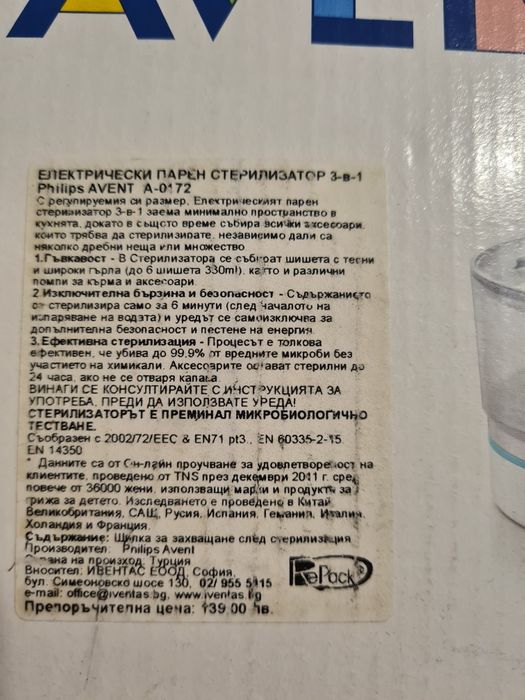 AVE
ЕЛЕКТРИЧЕСКИ ПАРЕН СТЕРИЛИЗАТОР 3-в-1
Philips AVENT A-0172
С регулируемия си размер, Електрическият парен
стерилизатор 3-в-1 заема минимално пространство в
кухнята, докато в също време събира всички аксесоари,
които трябва да стерилизирате, независимо дали са
няколко дребни неща или множество
1.Гъвкавост - В Стерилизатора се събират шишета с тесни
и широки гърла (до 6 шишета 330ml), както и различни
помпи за кърма и аксесоари.
2.Изключителна бързина и безопасност - Съдържанието
се стерилизира само за 6 минути (след началото на
изпаряване на водата) и уредът се самоизключва за
допълнителна безопасност и пестене на енергия.
3.Ефективна стерилизация - Процесът е толкова
ефективен, че убива до 99.9% от вредните микроби без
участието на химикали. Аксесоарите остават стерилни до
24 часа, ако не се отваря капака.
ВИНАГИ СЕ КОНСУЛТИРАЙТЕ С ИНСТРУКЦИЯТА ЗА
УПОТРЕБА, ПРЕДИ ДА ИЗПОЛЗВАТЕ УРЕДА!
СТЕРИЛИЗАТОРЪТ Е ПРЕМИНАЛ МИКРОБИОЛОГИЧНО
ТЕСТВАНЕ.
Съобразен с 2002/72/EEC & EN71 pt3., EN 60335-2-15
EN 14350
* Данните са от Он-лайн проучване за удовлетвореност на
клиентите, проведено от TNS през декември 2011 г. сред
повече от 36000 жени, използващи марки и продукти за
грижа за детето. Изследването е проведено в Китай,
Великобритания, САЩ, Русия, Испания, Германия, Италия,
Холандия и Франция.
Съдържание: Щипка за захващане след стерилизация
Производител: Philips Avent
Страна на произход: Турция
Вносител: ИВЕНТАС ЕООД, София,
бул. Симеоновско шосе 130, 02/ 955 5115
e-mail: office@iventas.bg, www.iventas.bg
Препоръчителна цена: 139.00 лв.
RePack